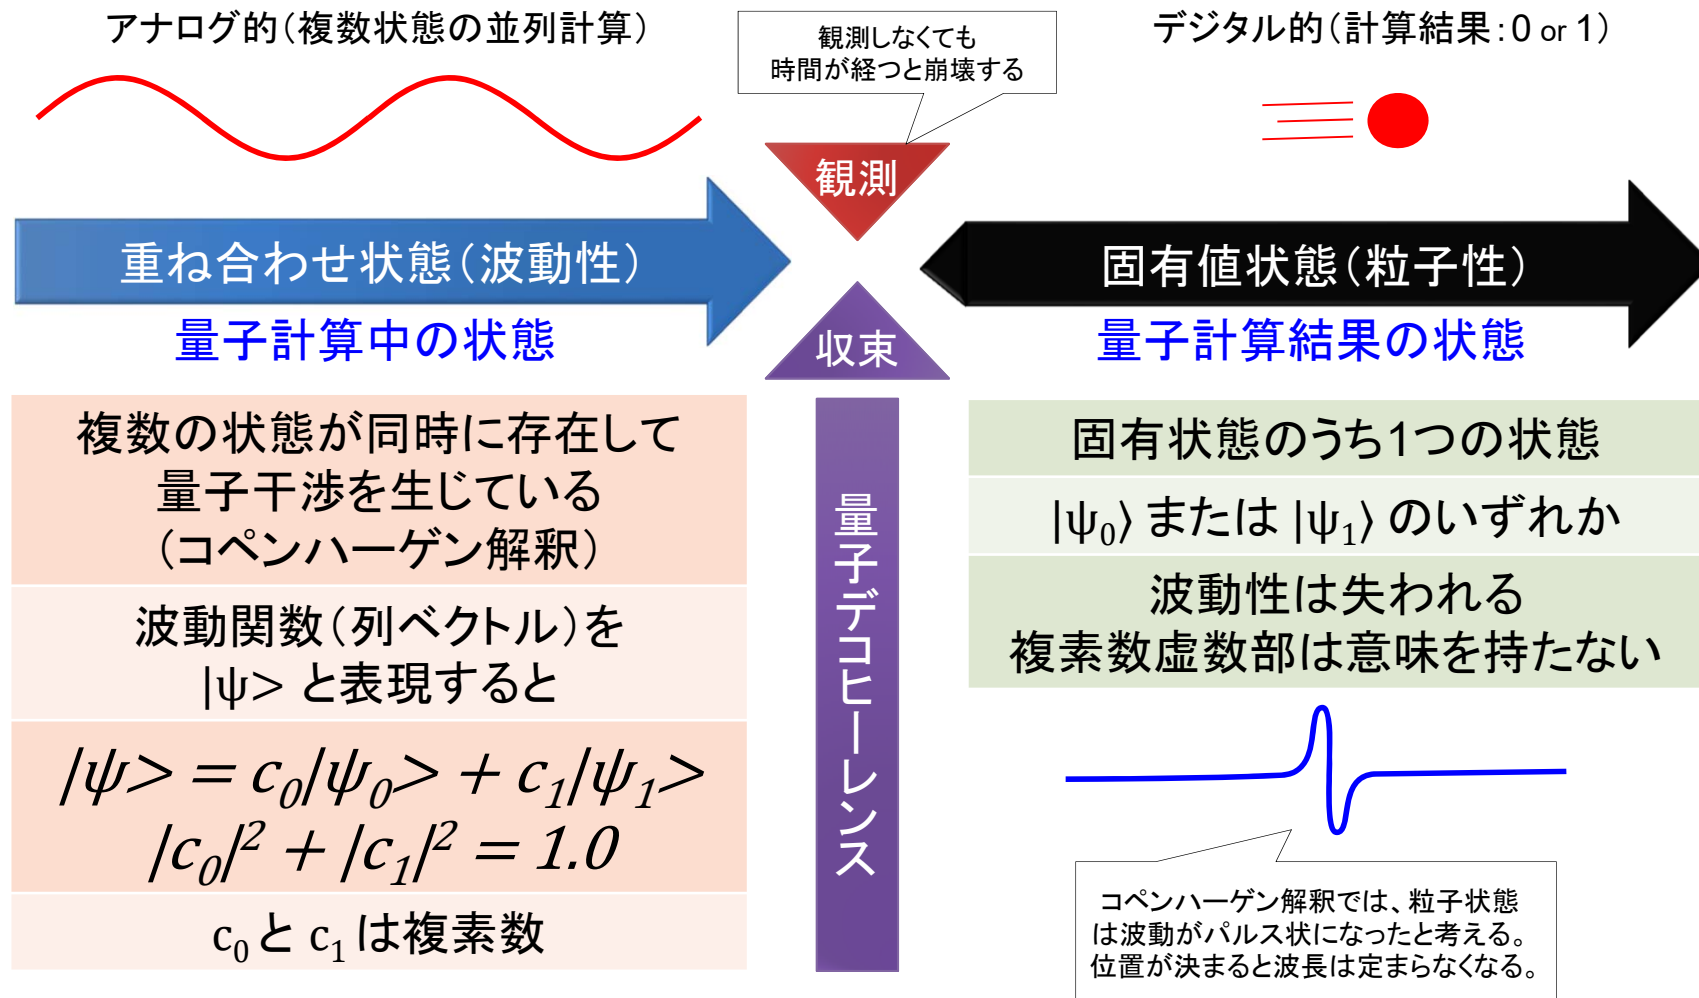 アナログ的(複数状態の並列計算)
観測しなくても
時間が経つと崩壊する
デジタル的(計算結果:0 or 1)
観測
重ね合わせ状態(波動性)
固有値状態(粒子性)
量子計算中の状態
収束
量子計算結果の状態
複数の状態が同時に存在して
量子干渉を生じている
(コペンハーゲン解釈)
波動関数(列ベクトル)を
|ψ> と表現すると
|ψ> = c₀|ψ₀> + c₁|ψ₁>
|c₀|² + |c₁|² = 1.0
c₀ と c₁ は複素数
量子デコヒーレンス
固有状態のうち1つの状態
|ψ₀⟩ または |ψ₁⟩ のいずれか
波動性は失われる
複素数虚数部は意味を持たない
コペンハーゲン解釈では、粒子状態
は波動がパルス状になったと考える。
位置が決まると波長は定まらなくなる。